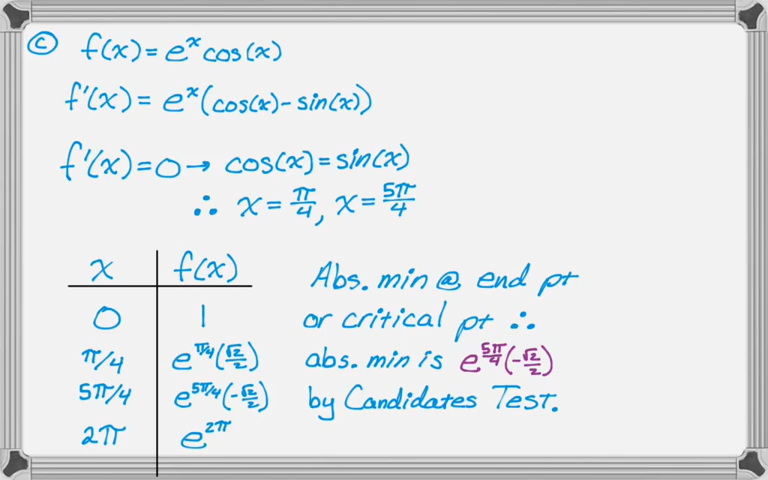 ⓒ f(x) = e^x cos(x)
f'(x) = e^x(cos(x) - sin(x))
f'(x) = 0 → cos(x) = sin(x)
∴ x = π/4, x = 5π/4
x f(x)
0 1
π/4 e^(π/4)(√2/2)
5π/4 e^(5π/4)(-√2/2)
2π e^(2π)
Abs. min @ end pt
or critical pt ∴
abs. min is e^(5π/4)(-√2/2)
by Candidates Test.